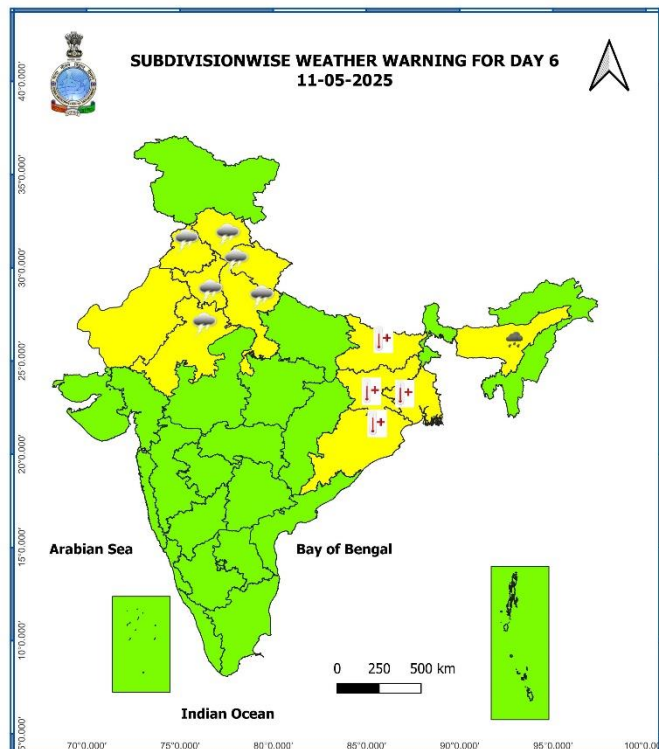 SUBDIVISIONWISE WEATHER WARNING FOR DAY 6
11-05-2025
40°0.000'
35°0.000'
30°0.000'
25°0.000'
20°0.000'
15°0.000'
10°0.000'
5°0.000'
Arabian Sea
Bay of Bengal
0 250 500 km
Indian Ocean
70°0.000' 75°0.000' 80°0.000' 85°0.000' 90°0.000' 95°0.000'